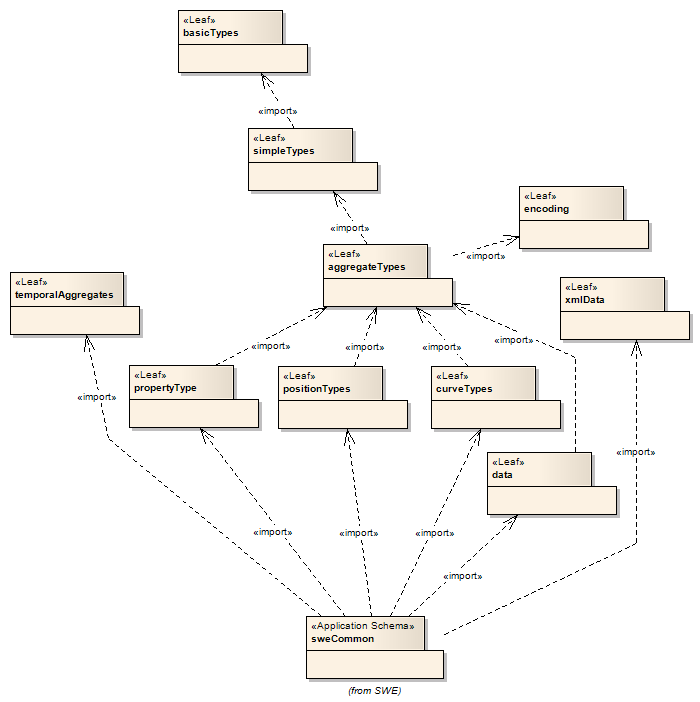 «Leaf»
basicTypes
«import»
«Leaf»
simpleTypes
«Leaf»
encoding
«import»
«Leaf»
aggregateTypes
«import»
«Leaf»
temporalAggregates
«Leaf»
xmlData
«import»
«import»
«import»
«import»
«Leaf»
propertyType
«Leaf»
positionTypes
«Leaf»
curveTypes
«import»
«Leaf»
data
«import»
«import»
«import»
«import»
«import»
«Application Schema»
sweCommon
(from SWE)